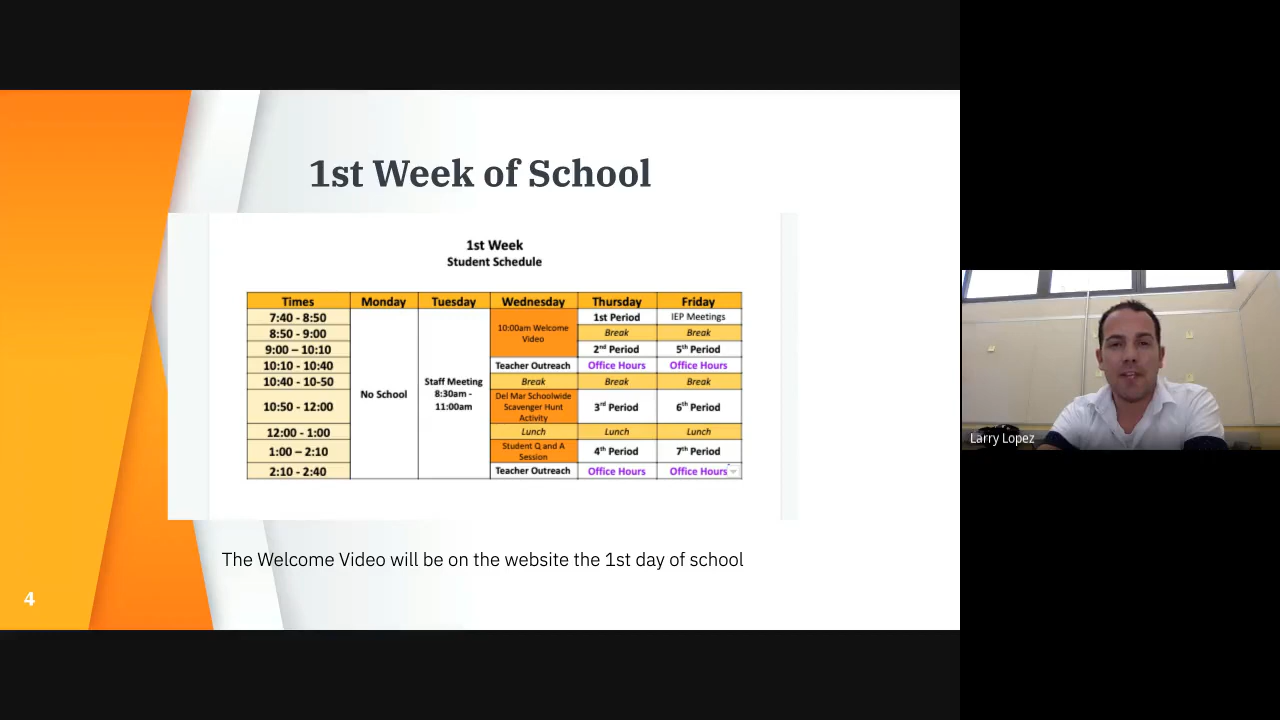 1st Week of School
1st Week
Student Schedule
Times Monday Tuesday Wednesday Thursday Friday
7:40 - 8:50 1st Period IEP Meetings
10:00am Welcome
Video
8:50 - 9:00 Break Break
9:00 – 10:10 2nd Period 5th Period
10:10 - 10:40 Teacher Outreach Office Hours Office Hours
10:40 - 10-50 Break Break Break
No School
Staff Meeting
8:30am -
11:00am
10:50 - 12:00 3rd Period 6th Period
Del Mar Schoolwide
Scavenger Hunt
Activity
12:00 - 1:00 Lunch Lunch Lunch
1:00 – 2:10 4th Period 7th Period
Student Q and A
Session
2:10 - 2:40 Teacher Outreach Office Hours Office Hours
The Welcome Video will be on the website the 1st day of school
4
Larry Lopez